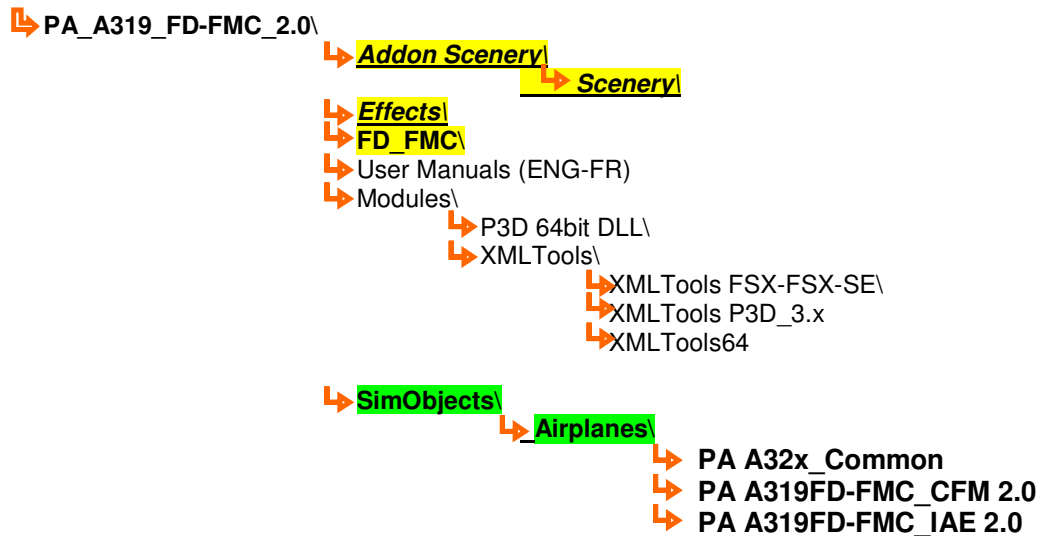 PA_A319_FD-FMC_2.0\
Addon Scenery\
Scenery\
Effects\
FD_FMC\
User Manuals (ENG-FR)
Modules\
P3D 64bit DLL\
XMLTools\
XMLTools FSX-FSX-SE\
XMLTools P3D_3.x
XMLTools64
SimObjects\
Airplanes\
PA A32x_Common
PA A319FD-FMC_CFM 2.0
PA A319FD-FMC_IAE 2.0